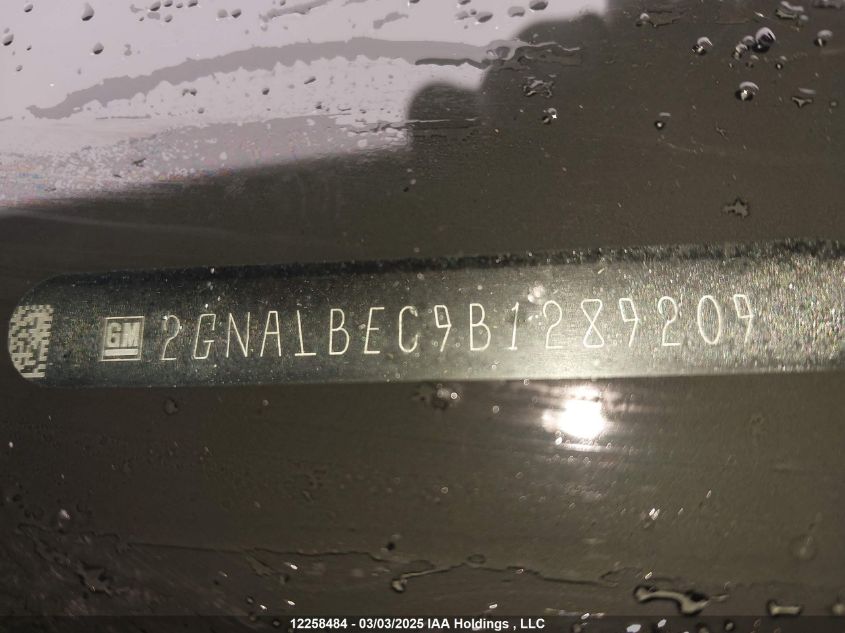 GM 2GNALBEC9B1289209
12258484 - 03/03/2025 IAA Holdings , LLC